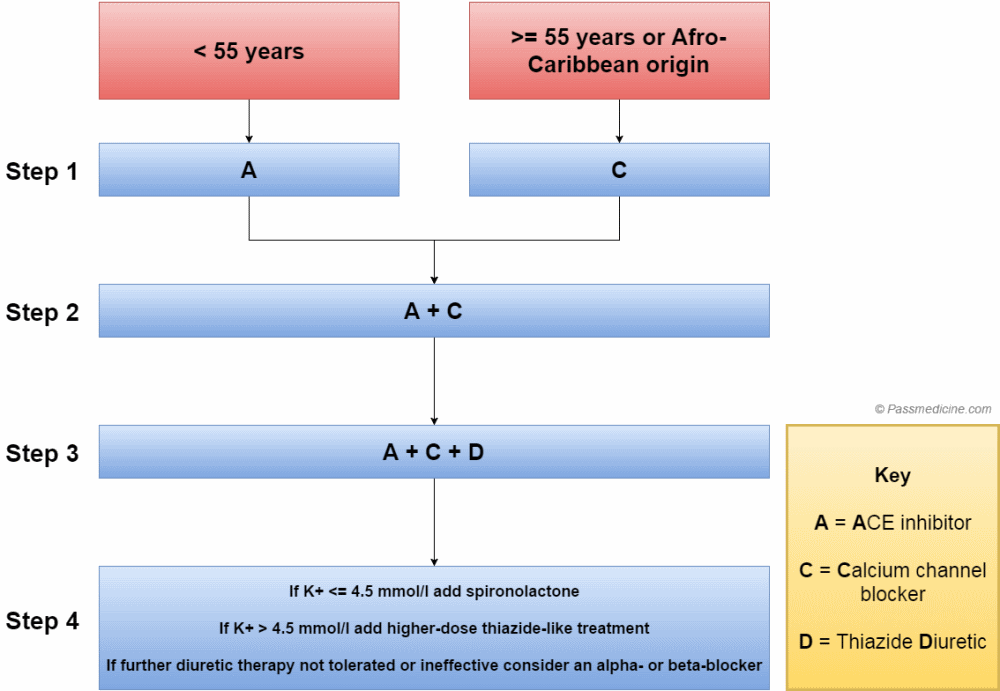 < 55 years
>= 55 years or Afro-
Caribbean origin
Step 1
A
C
Step 2
A + C
Step 3
A + C + D
Step 4
If K+ <= 4.5 mmol/l add spironolactone
If K+ > 4.5 mmol/l add higher-dose thiazide-like treatment
If further diuretic therapy not tolerated or ineffective consider an alpha- or beta-blocker
© Passmedicine.com
Key
A = ACE inhibitor
C = Calcium channel
blocker
D = Thiazide Diuretic